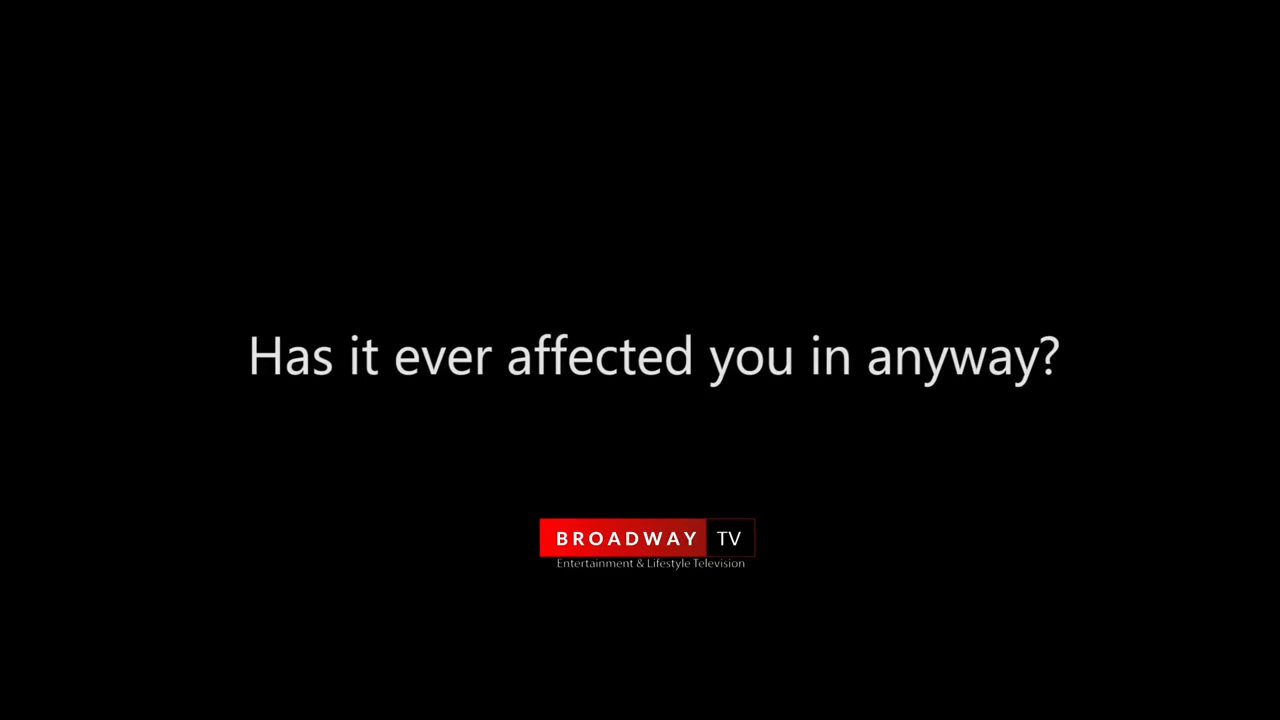 Has it ever affected you in anyway?
BROADWAY TV
Entertainment & Lifestyle Television